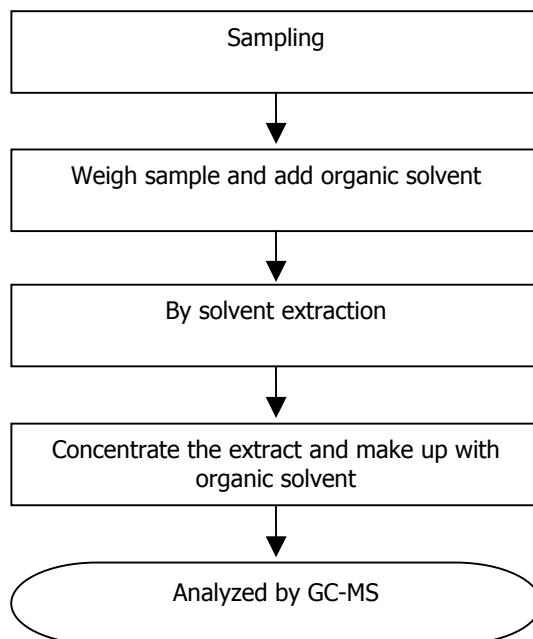 Sampling
Weigh sample and add organic solvent
By solvent extraction
Concentrate the extract and make up with
organic solvent
Analyzed by GC-MS